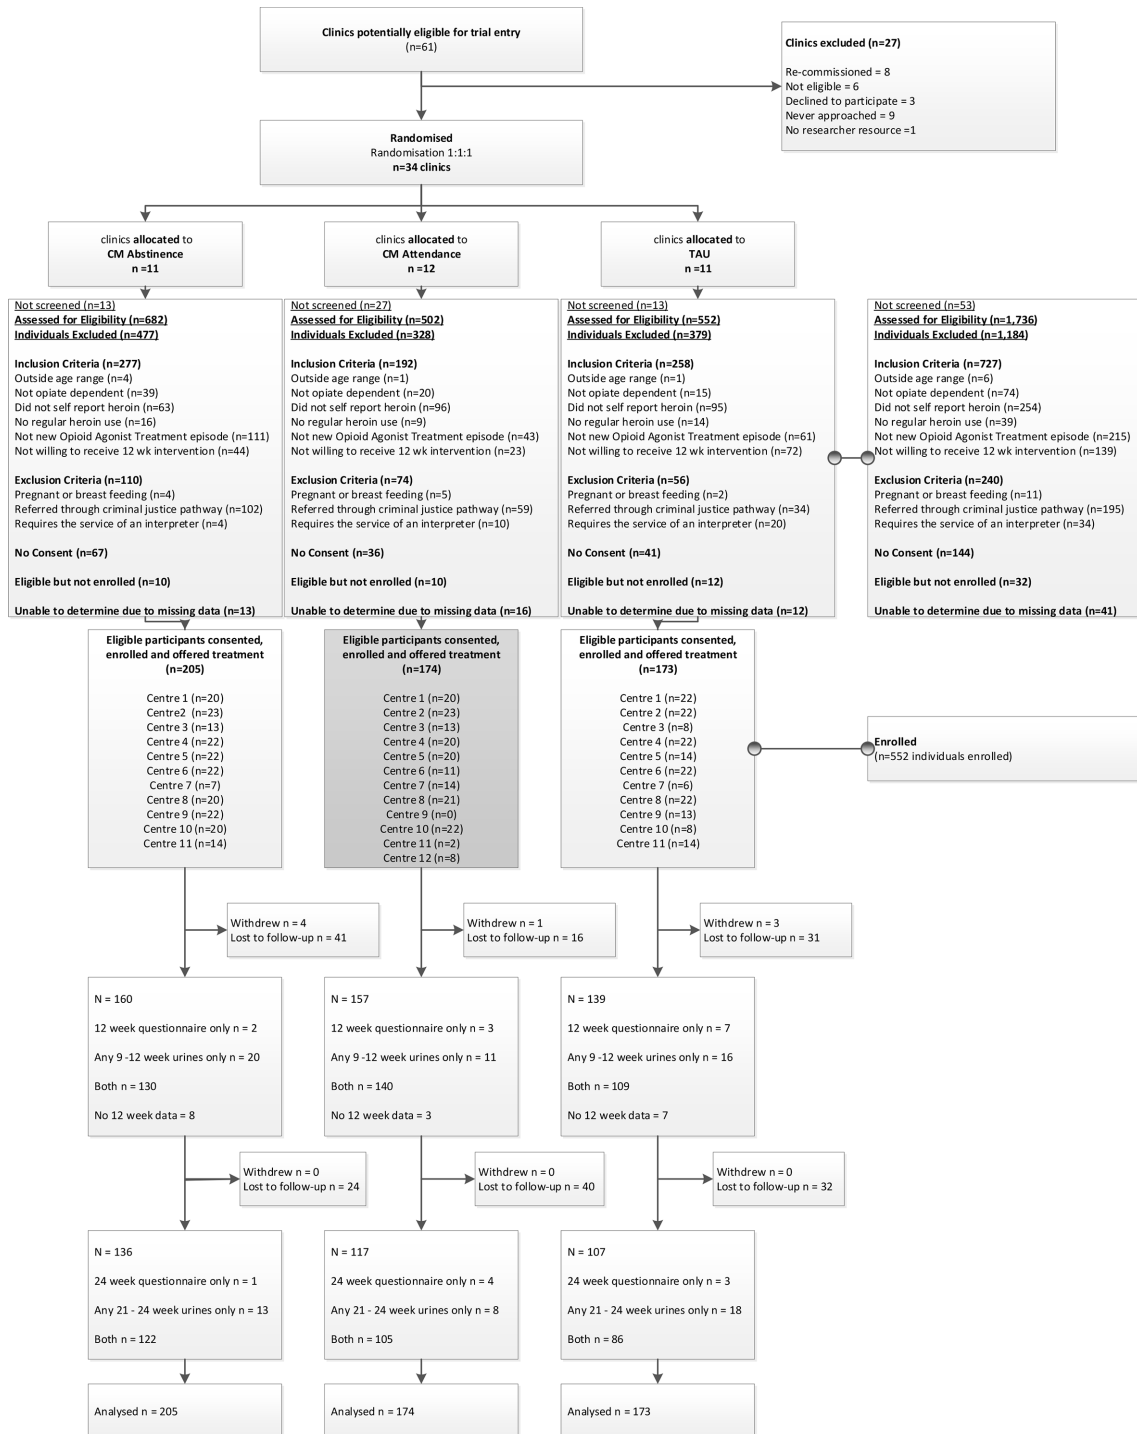 Clinics potentially eligible for trial entry
(n=61)
Clinics excluded (n=27)
Re-commissioned = 8
Not eligible = 6
Declined to participate = 3
Never approached = 9
No researcher resource =1
Randomised
Randomisation 1:1:1
n=34 clinics
clinics allocated to
CM Abstinence
n =11
clinics allocated to
CM Attendance
n =12
clinics allocated to
TAU
n =11
Not screened (n=13)
Assessed for Eligibility (n=682)
Individuals Excluded (n=477)
Inclusion Criteria (n=277)
Outside age range (n=4)
Not opiate dependent (n=39)
Did not self report heroin (n=63)
No regular heroin use (n=16)
Not new Opioid Agonist Treatment episode (n=111)
Not willing to receive 12 wk intervention (n=44)
Exclusion Criteria (n=110)
Pregnant or breast feeding (n=4)
Referred through criminal justice pathway (n=102)
Requires the service of an interpreter (n=4)
No Consent (n=67)
Eligible but not enrolled (n=10)
Unable to determine due to missing data (n=13)
Not screened (n=27)
Assessed for Eligibility (n=502)
Individuals Excluded (n=328)
Inclusion Criteria (n=192)
Outside age range (n=1)
Not opiate dependent (n=20)
Did not self report heroin (n=96)
No regular heroin use (n=9)
Not new Opioid Agonist Treatment episode (n=43)
Not willing to receive 12 wk intervention (n=23)
Exclusion Criteria (n=74)
Pregnant or breast feeding (n=5)
Referred through criminal justice pathway (n=59)
Requires the service of an interpreter (n=10)
No Consent (n=36)
Eligible but not enrolled (n=10)
Unable to determine due to missing data (n=16)
Not screened (n=13)
Assessed for Eligibility (n=552)
Individuals Excluded (n=379)
Inclusion Criteria (n=258)
Outside age range (n=1)
Not opiate dependent (n=15)
Did not self report heroin (n=95)
No regular heroin use (n=14)
Not new Opioid Agonist Treatment episode (n=61)
Not willing to receive 12 wk intervention (n=72)
Exclusion Criteria (n=56)
Pregnant or breast feeding (n=2)
Referred through criminal justice pathway (n=34)
Requires the service of an interpreter (n=20)
No Consent (n=41)
Eligible but not enrolled (n=12)
Unable to determine due to missing data (n=12)
Not screened (n=53)
Assessed for Eligibility (n=1,736)
Individuals Excluded (n=1,184)
Inclusion Criteria (n=727)
Outside age range (n=6)
Not opiate dependent (n=74)
Did not self report heroin (n=254)
No regular heroin use (n=39)
Not new Opioid Agonist Treatment episode (n=215)
Not willing to receive 12 wk intervention (n=139)
Exclusion Criteria (n=240)
Pregnant or breast feeding (n=11)
Referred through criminal justice pathway (n=195)
Requires the service of an interpreter (n=34)
No Consent (n=144)
Eligible but not enrolled (n=32)
Unable to determine due to missing data (n=41)
Eligible participants consented,
enrolled and offered treatment
(n=205)
Centre 1 (n=20)
Centre2  (n=23)
Centre 3 (n=13)
Centre 4 (n=22)
Centre 5 (n=22)
Centre 6 (n=22)
Centre 7 (n=7)
Centre 8 (n=20)
Centre 9 (n=22)
Centre 10 (n=20)
Centre 11 (n=14)
Eligible participants consented,
enrolled and offered treatment
(n=174)
Centre 1 (n=20)
Centre 2 (n=23)
Centre 3 (n=13)
Centre 4 (n=20)
Centre 5 (n=20)
Centre 6 (n=11)
Centre 7 (n=14)
Centre 8 (n=21)
Centre 9 (n=0)
Centre 10 (n=22)
Centre 11 (n=2)
Centre 12 (n=8)
Eligible participants consented,
enrolled and offered treatment
(n=173)
Centre 1 (n=22)
Centre 2 (n=22)
Centre 3 (n=8)
Centre 4 (n=22)
Centre 5 (n=14)
Centre 6 (n=22)
Centre 7 (n=6)
Centre 8 (n=22)
Centre 9 (n=13)
Centre 10 (n=8)
Centre 11 (n=14)
Enrolled
(n=552 individuals enrolled)
Withdrew n = 4
Lost to follow-up n = 41
Withdrew n = 1
Lost to follow-up n = 16
Withdrew n = 3
Lost to follow-up n = 31
N = 160
12 week questionnaire only n = 2
Any 9 -12 week urines only n = 20
Both n = 130
No 12 week data = 8
N = 157
12 week questionnaire only n = 3
Any 9 -12 week urines only n = 11
Both n = 140
No 12 week data = 3
N = 139
12 week questionnaire only n = 7
Any 9 -12 week urines only n = 16
Both n = 109
No 12 week data = 7
Withdrew n = 0
Lost to follow-up n = 24
Withdrew n = 0
Lost to follow-up n = 40
Withdrew n = 0
Lost to follow-up n = 32
N = 136
24 week questionnaire only n = 1
Any 21 - 24 week urines only n = 13
Both n = 122
N = 117
24 week questionnaire only n = 4
Any 21 - 24 week urines only n = 8
Both n = 105
N = 107
24 week questionnaire only n = 3
Any 21 - 24 week urines only n = 18
Both n = 86
Analysed n = 205
Analysed n = 174
Analysed n = 173